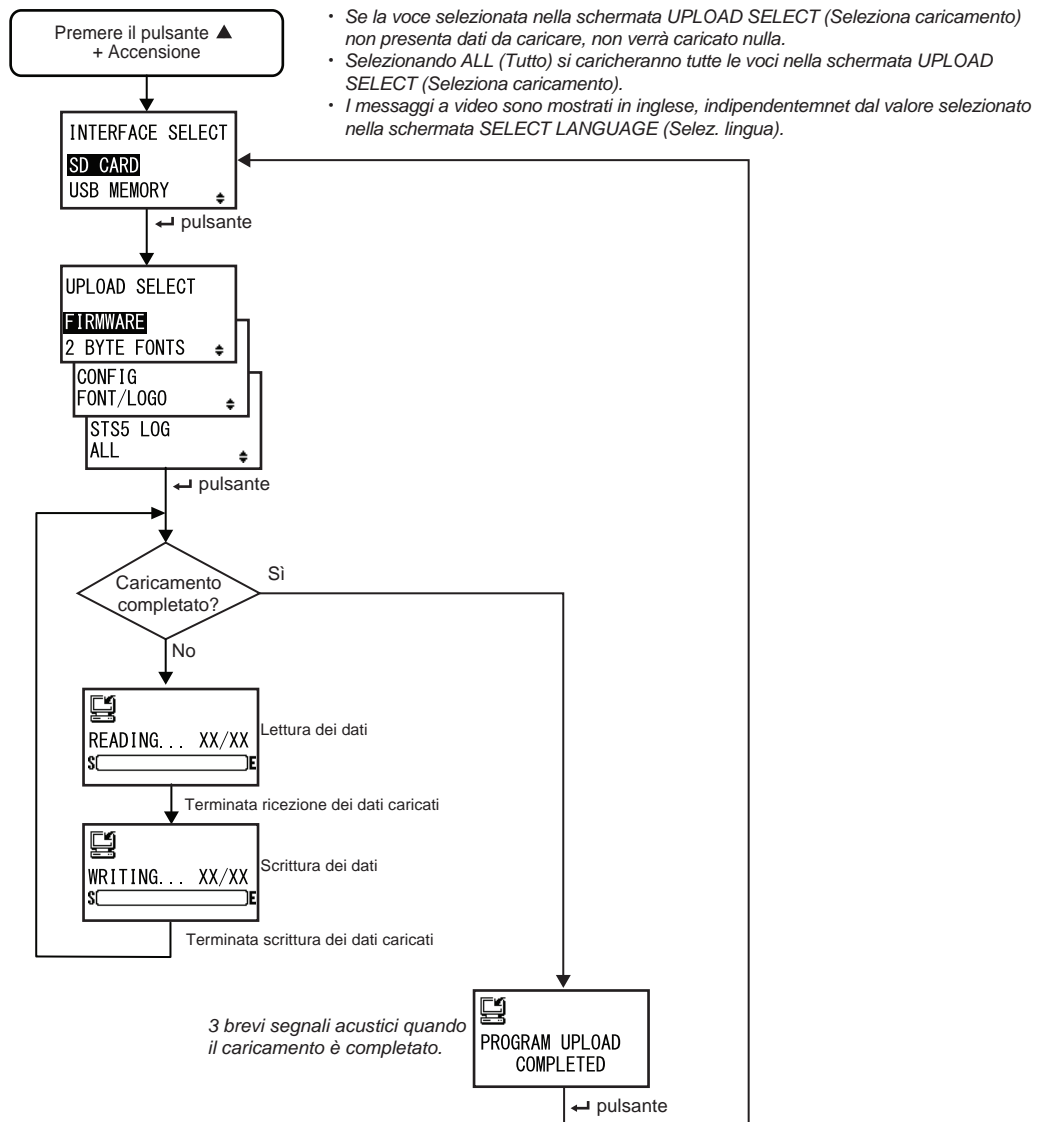 Premere il pulsante ▲
+ Accensione
・ Se la voce selezionata nella schermata UPLOAD SELECT (Seleziona caricamento)
non presenta dati da caricare, non verrà caricato nulla.
・ Selezionando ALL (Tutto) si caricheranno tutte le voci nella schermata UPLOAD
SELECT (Seleziona caricamento).
・ I messaggi a video sono mostrati in inglese, indipendentemnet dal valore selezionato
nella schermata SELECT LANGUAGE (Selez. lingua).
INTERFACE SELECT
SD CARD
USB MEMORY
↵ pulsante
UPLOAD SELECT
FIRMWARE
2 BYTE FONTS
CONFIG
FONT/LOGO
STS5 LOG
ALL
↵ pulsante
Caricamento
completato?
Sì
No
READING... XX/XX
S E
Lettura dei dati
Terminata ricezione dei dati caricati
WRITING... XX/XX
S E
Scrittura dei dati
Terminata scrittura dei dati caricati
3 brevi segnali acustici quando
il caricamento è completato.
PROGRAM UPLOAD
COMPLETED
↵ pulsante